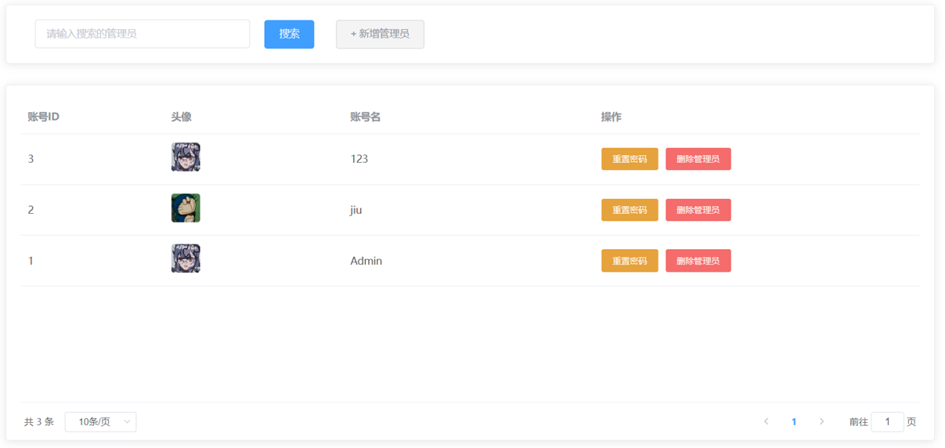 请输入搜索的管理员 搜索 + 新增管理员
账号ID 头像 账号名 操作
3 123 重置密码 删除管理员
2 jiu 重置密码 删除管理员
1 Admin 重置密码 删除管理员
共 3 条 10条/页 1 前往 1 页